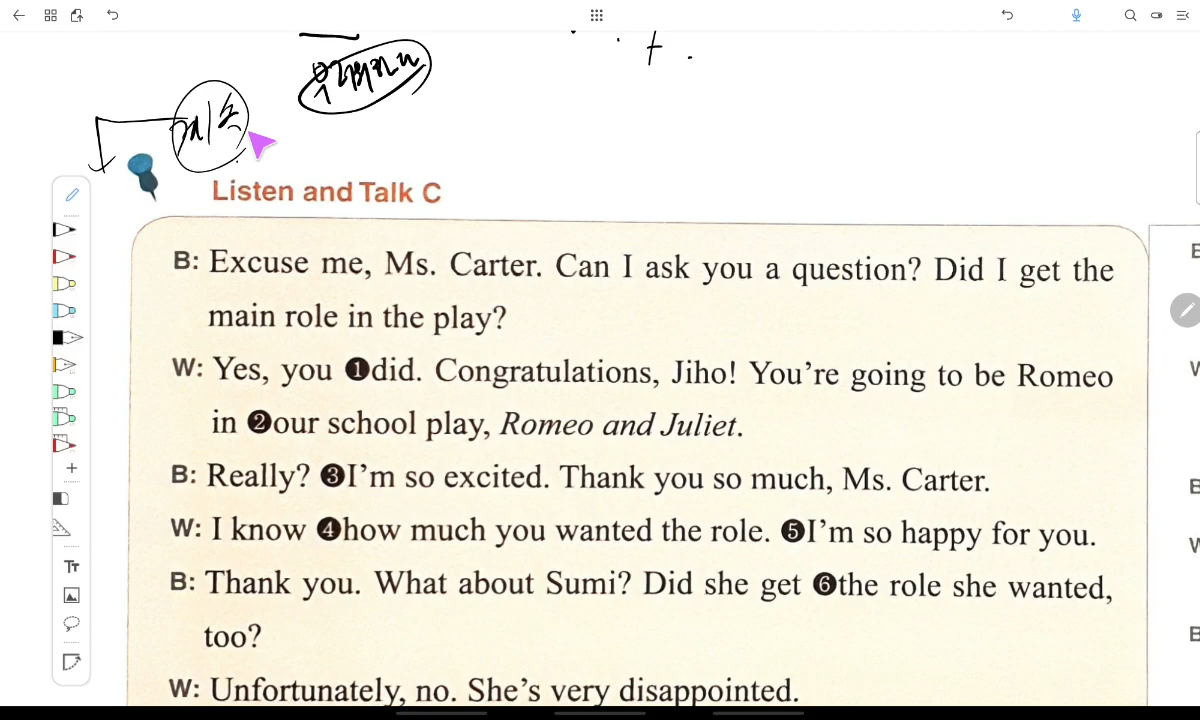 Listen and Talk C
B: Excuse me, Ms. Carter. Can I ask you a question? Did I get the
main role in the play?
W: Yes, you ❶did. Congratulations, Jiho! You're going to be Romeo
in ❷our school play, Romeo and Juliet.
B: Really? ❸I'm so excited. Thank you so much, Ms. Carter.
W: I know ❹how much you wanted the role. ❺I'm so happy for you.
B: Thank you. What about Sumi? Did she get ❻the role she wanted,
too?
W: Unfortunately, no. She's very disappointed.